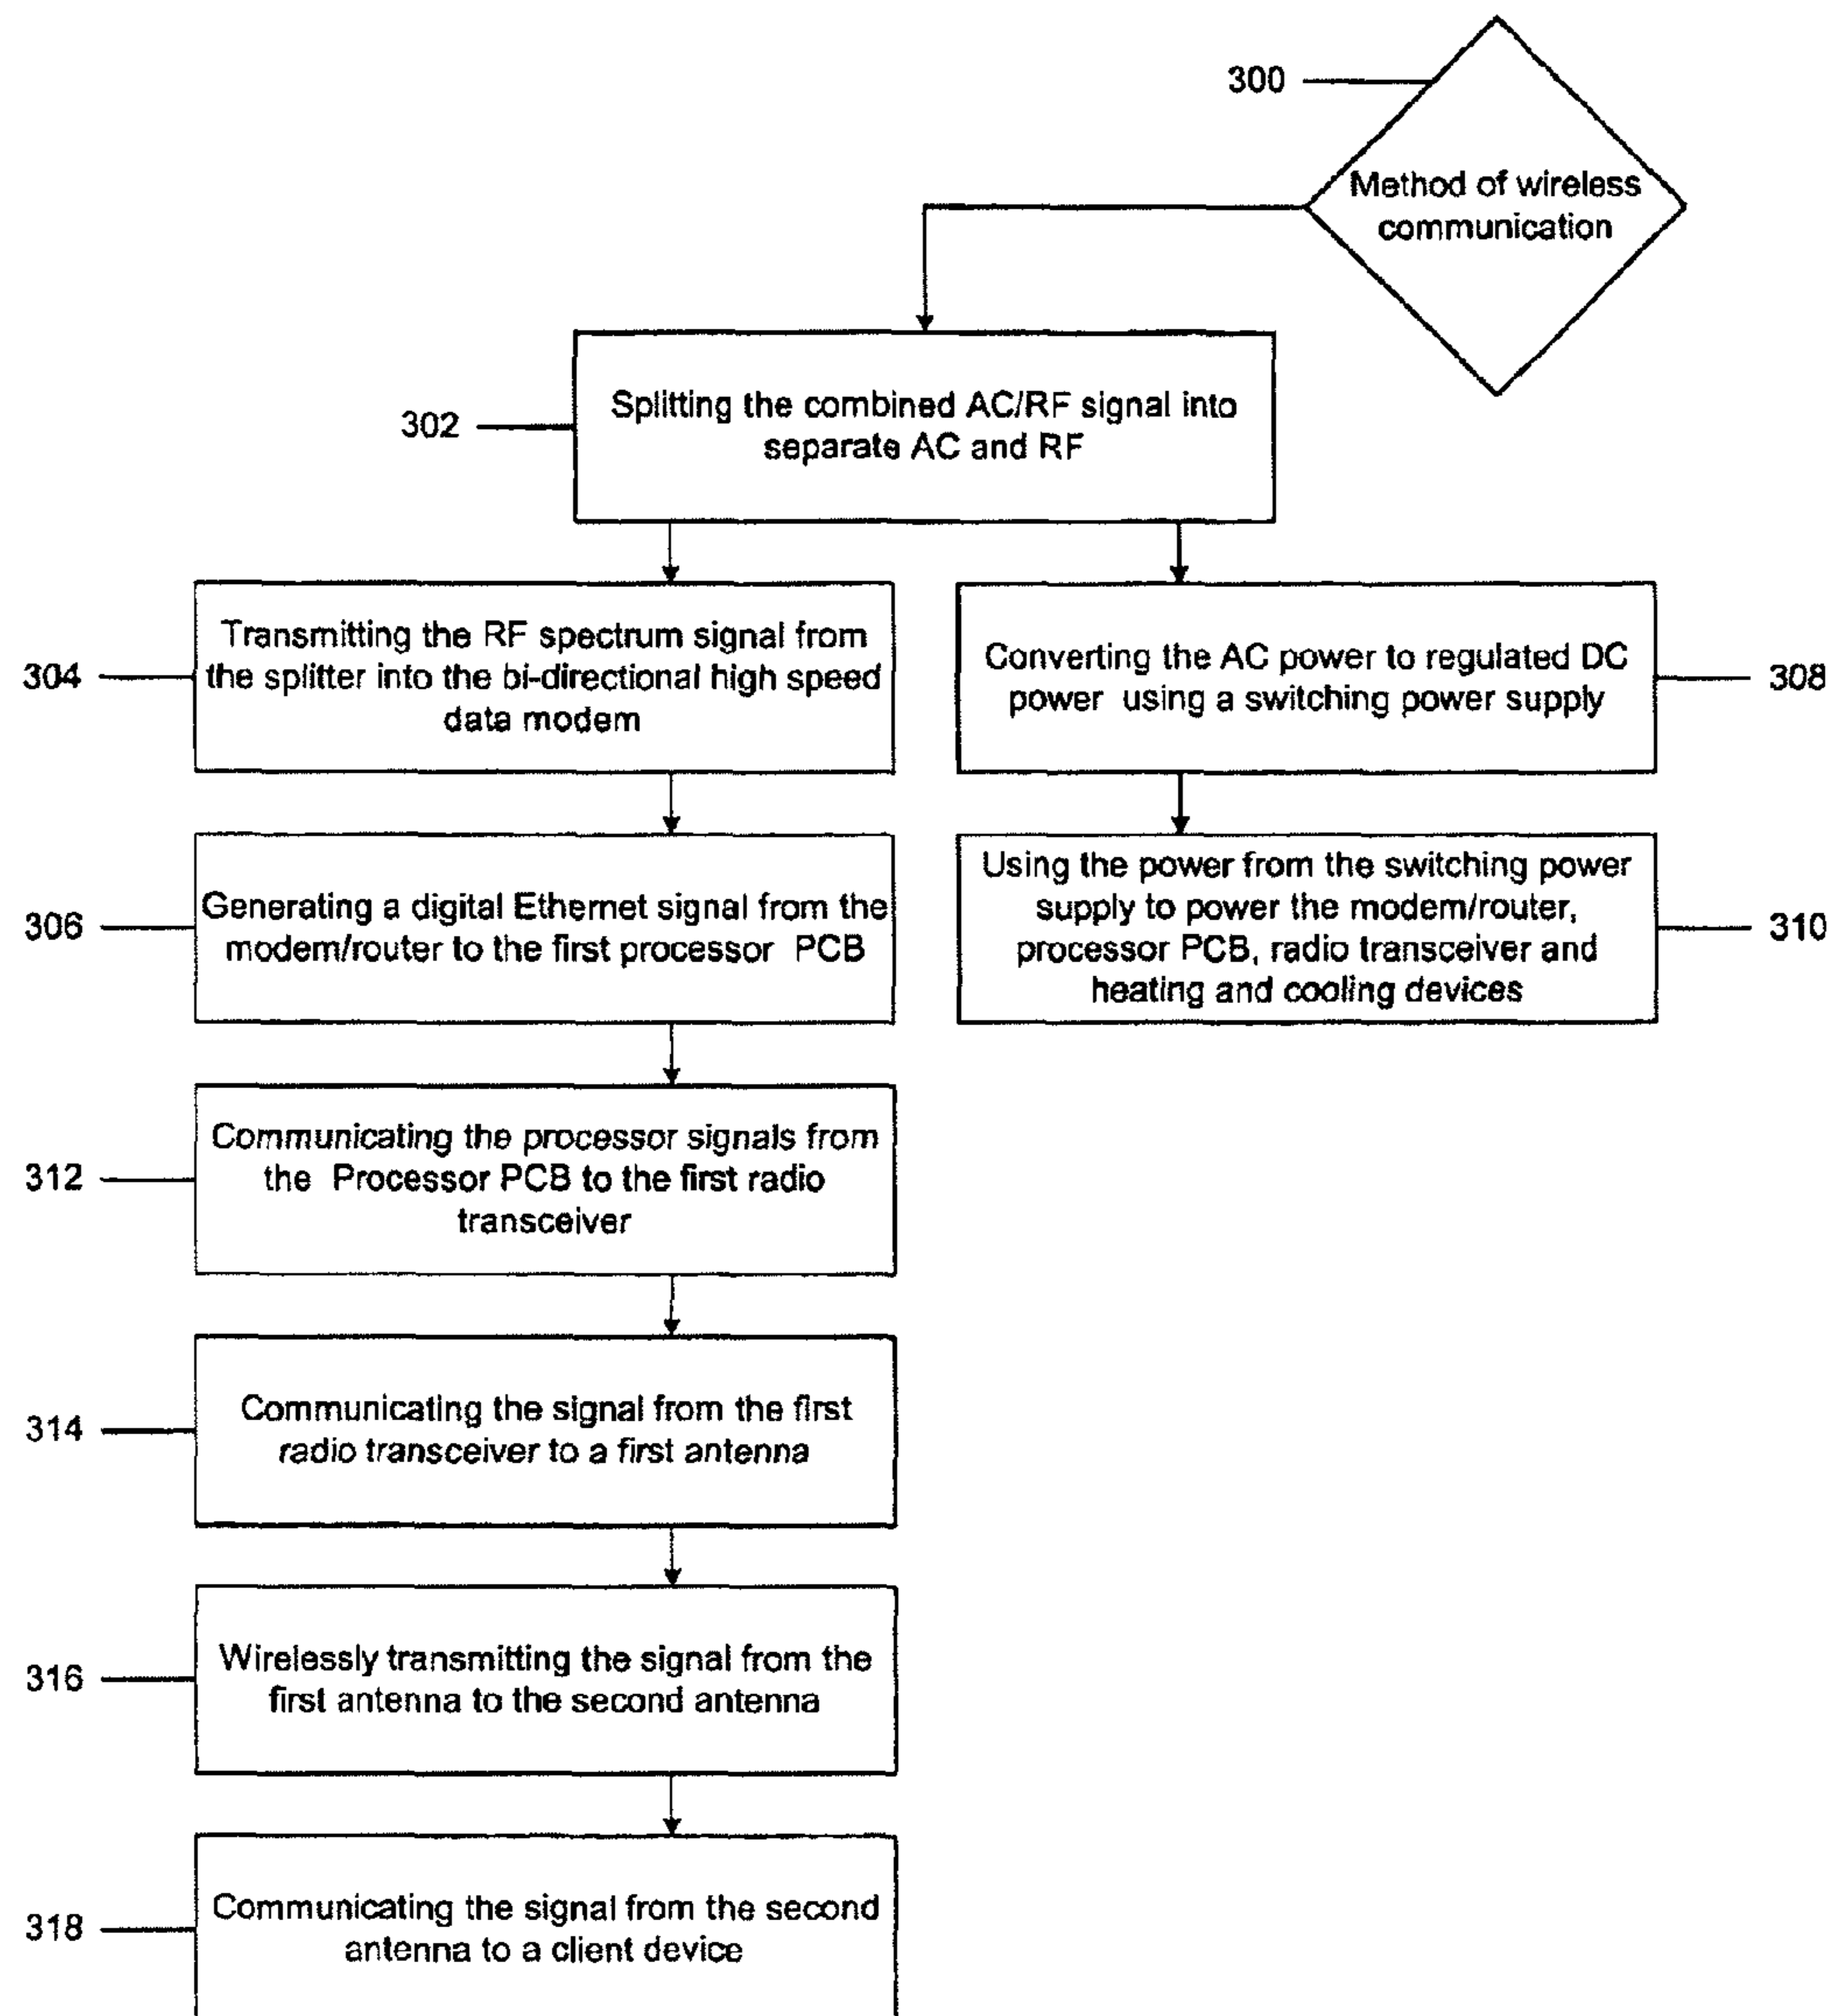 300
Method of wireless
communication
302
Splitting the combined AC/RF signal into
separate AC and RF
304
Transmitting the RF spectrum signal from
the splitter into the bi-directional high speed
data modem
Converting the AC power to regulated DC
power using a switching power supply
308
306
Generating a digital Ethernet signal from the
modem/router to the first processor PCB
Using the power from the switching power
supply to power the modem/router,
processor PCB, radio transceiver and
heating and cooling devices
310
312
Communicating the processor signals from
the Processor PCB to the first radio
transceiver
314
Communicating the signal from the first
radio transceiver to a first antenna
316
Wirelessly transmitting the signal from the
first antenna to the second antenna
318
Communicating the signal from the second
antenna to a client device